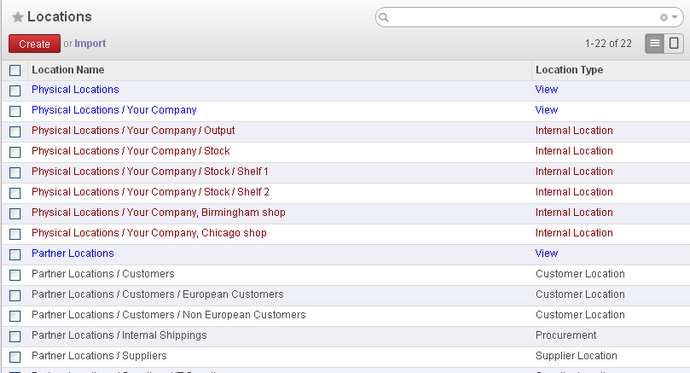 Locations
Create or Import 1-22 of 22
Location Name Location Type
Physical Locations View
Physical Locations / Your Company View
Physical Locations / Your Company / Output Internal Location
Physical Locations / Your Company / Stock Internal Location
Physical Locations / Your Company / Stock / Shelf 1 Internal Location
Physical Locations / Your Company / Stock / Shelf 2 Internal Location
Physical Locations / Your Company, Birmingham shop Internal Location
Physical Locations / Your Company, Chicago shop Internal Location
Partner Locations View
Partner Locations / Customers Customer Location
Partner Locations / Customers / European Customers Customer Location
Partner Locations / Customers / Non European Customers Customer Location
Partner Locations / Internal Shippings Procurement
Partner Locations / Suppliers Supplier Location